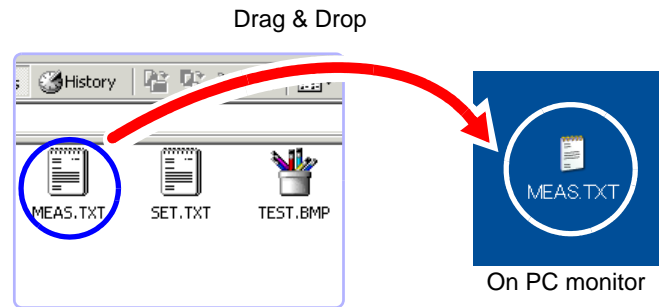 Drag & Drop
History
MEAS.TXT
SET.TXT
TEST.BMP
MEAS.TXT
On PC monitor